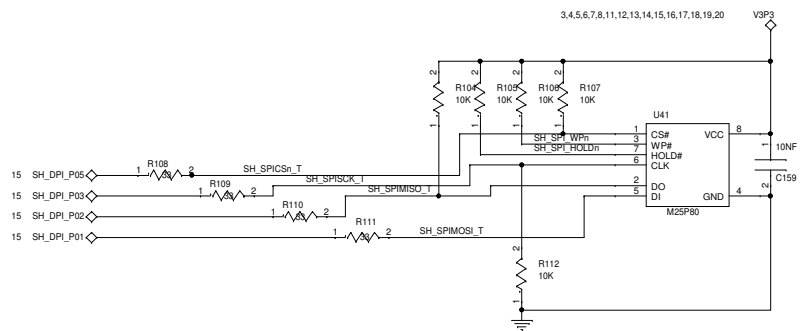 3,4,5,6,7,8,11,12,13,14,15,16,17,18,19,20 V3P3
2 2 2 2
R104 R105 R106 R107
10K 10K 10K 10K
1 1 1 1
U41
1 CS# VCC 8
SH_SPI_WPn 3 WP#
SH_SPI_HOLDn 7 HOLD#
6 CLK
2 DO
5 DI GND 4
M25P80
1 10NF
2 C159
15 SH_DPI_P05 1 R108 33 2 SH_SPICSn_T
15 SH_DPI_P03 1 R109 33 2 SH_SPISCK_T
15 SH_DPI_P02 1 R110 33 2 SH_SPIMISO_T
15 SH_DPI_P01 1 R111 33 2 SH_SPIMOSI_T
2
R112
10K
1